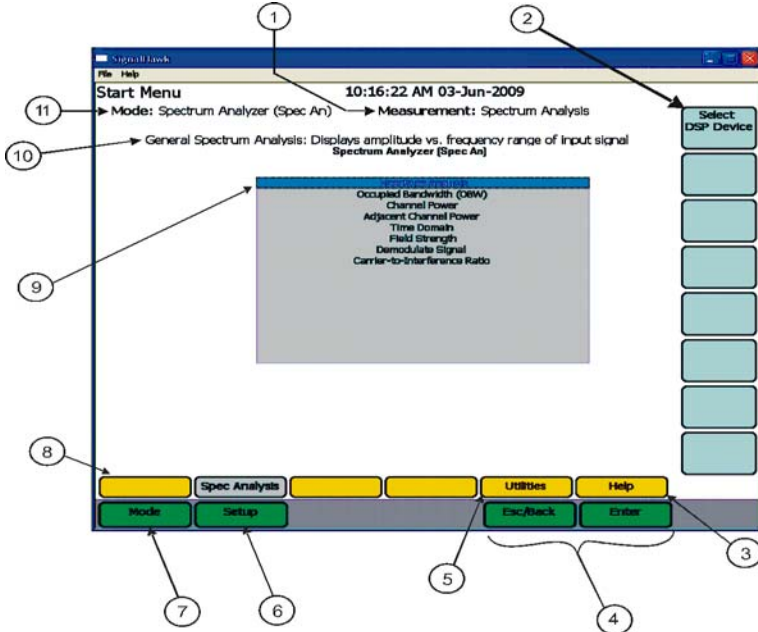 1
2
SignalHawk
File Help
Start Menu 10:16:22 AM 03-Jun-2009
11 Mode: Spectrum Analyzer (Spec An) Measurement: Spectrum Analysis
Select
DSP Device
10 General Spectrum Analysis: Displays amplitude vs. frequency range of input signal
Spectrum Analyzer [Spec An]
Occupied Bandwidth (OBW)
Channel Power
Adjacent Channel Power
Time Domain
Field Strength
Demodulate Signal
Carrier-to-Interference Ratio
9
8
Spec Analysis Utilities Help
Mode Setup Esc/Back Enter
3
5
7
6
4